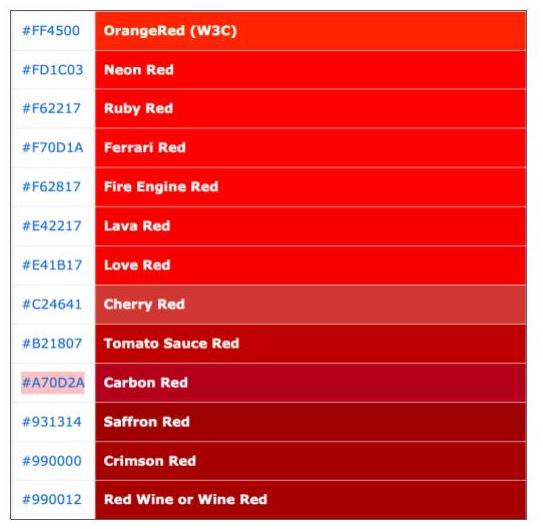 #FF4500 OrangeRed (W3C)
#FD1C03 Neon Red
#F62217 Ruby Red
#F70D1A Ferrari Red
#F62817 Fire Engine Red
#E42217 Lava Red
#E41B17 Love Red
#C24641 Cherry Red
#B21807 Tomato Sauce Red
#A70D2A Carbon Red
#931314 Saffron Red
#990000 Crimson Red
#990012 Red Wine or Wine Red